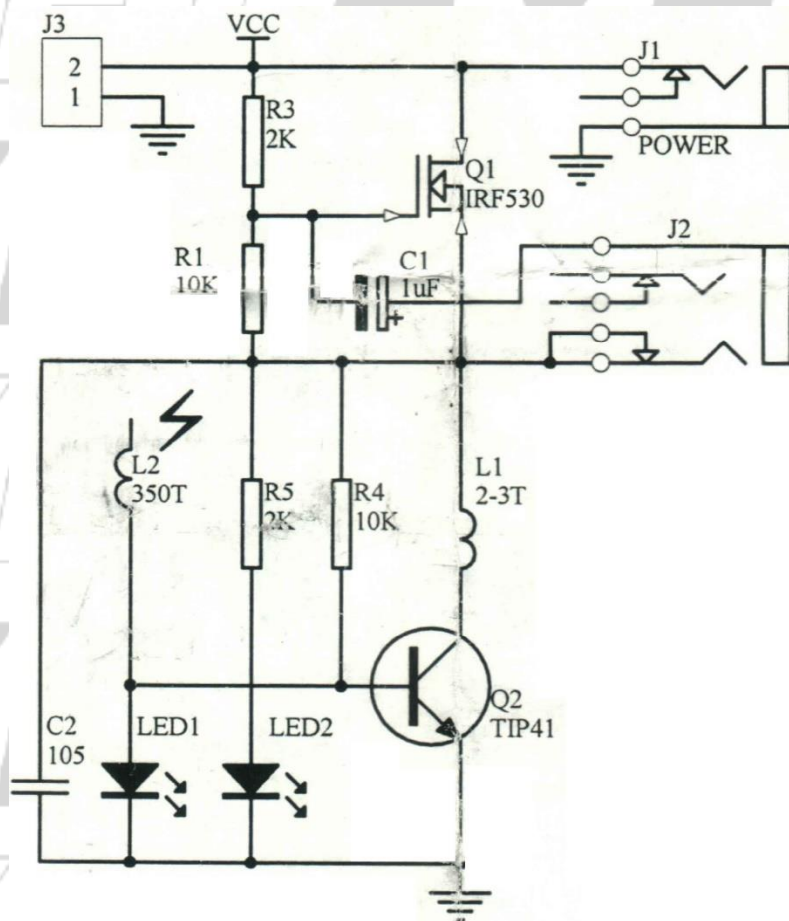 J3
VCC
J1
2
1
R3
2K
POWER
Q1
IRF530
J2
R1
10K
C1
1uF
+
L2
350T
R5
2K
R4
10K
L1
2-3T
C2
105
LED1
LED2
Q2
TIP41